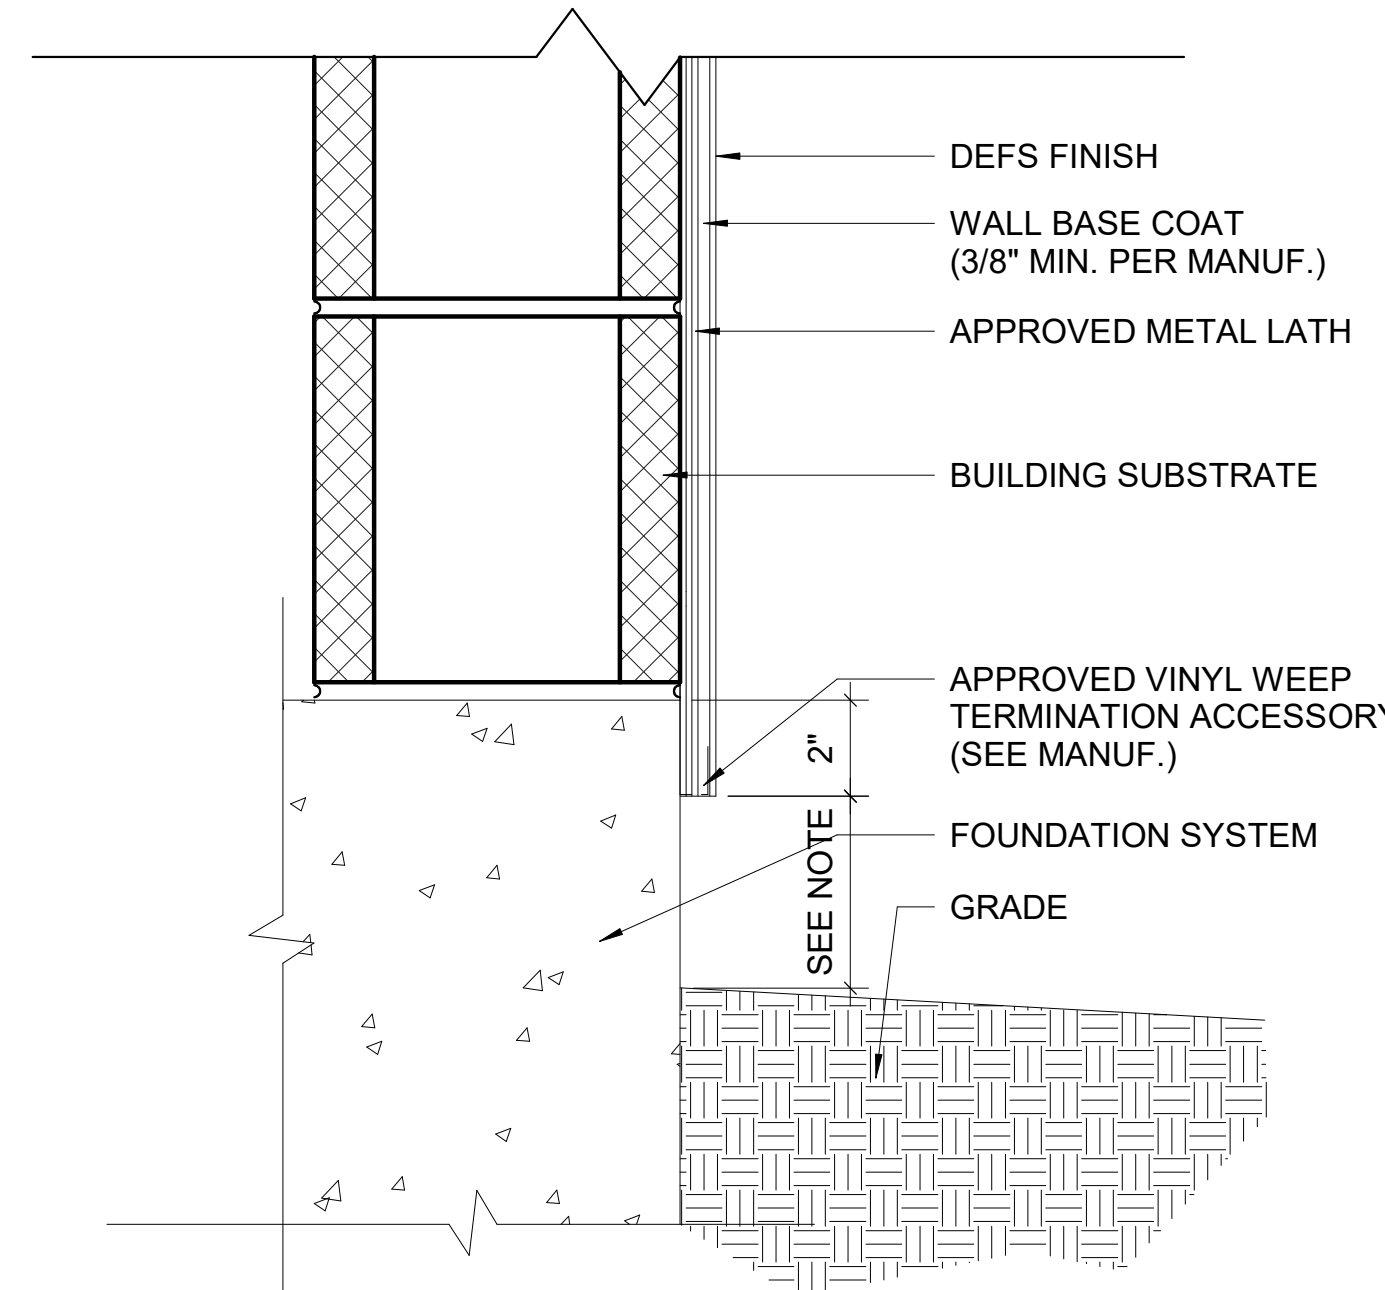 DEFS FINISH
WALL BASE COAT
(3/8" MIN. PER MANUF.)
APPROVED METAL LATH
BUILDING SUBSTRATE
APPROVED VINYL WEEP
TERMINATION ACCESSORY
(SEE MANUF.)
2"
SEE NOTE
FOUNDATION SYSTEM
GRADE